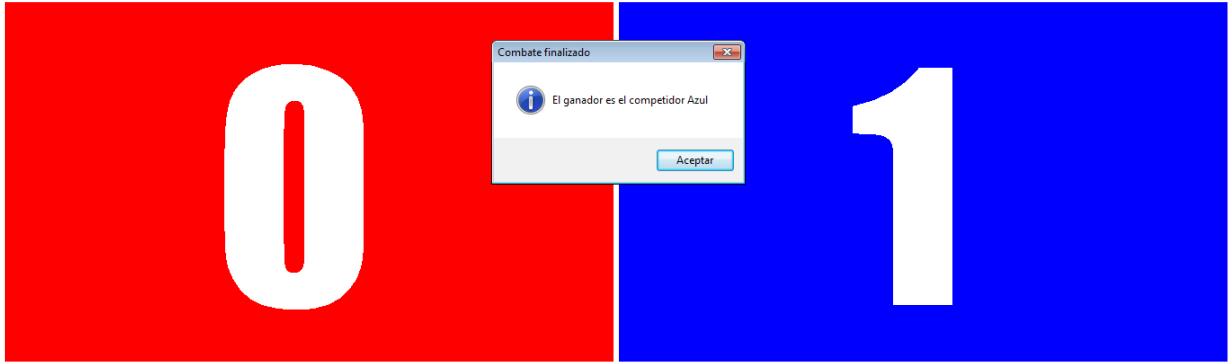 Combate finalizado
El ganador es el competidor Azul
Aceptar
0
1